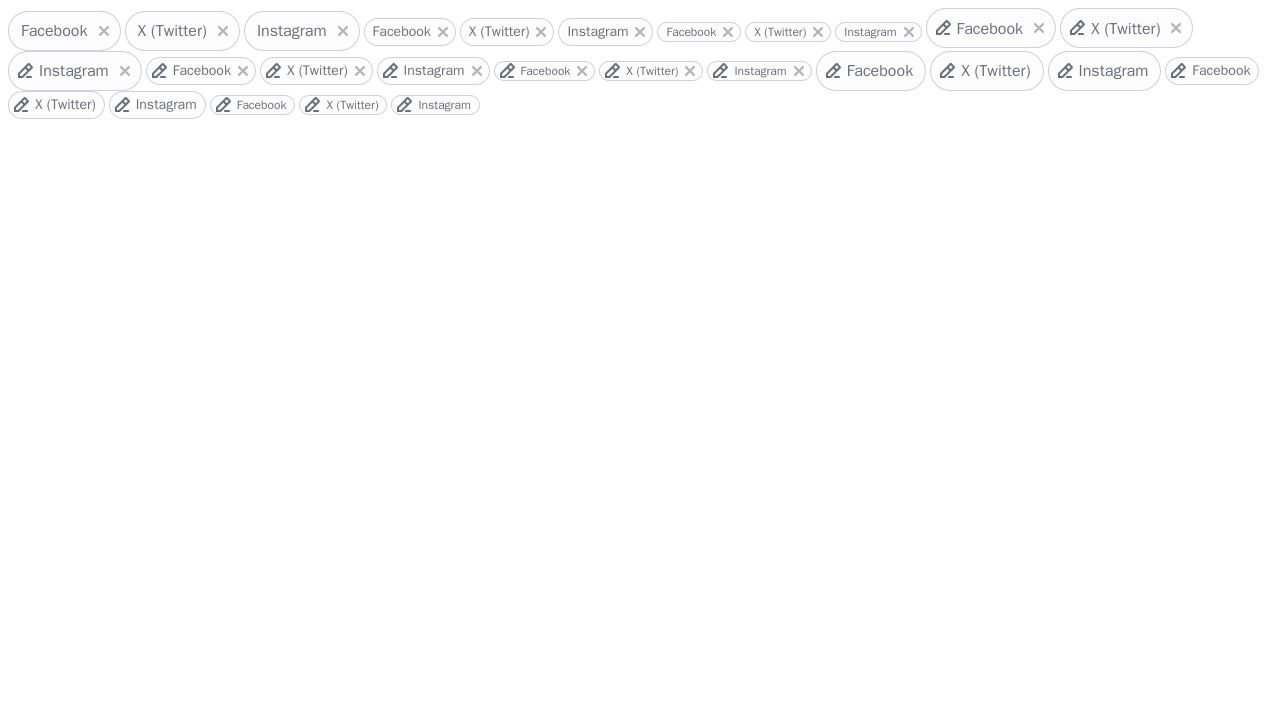 Facebook X (Twitter) Instagram Facebook X (Twitter) Instagram Facebook X (Twitter) Instagram Facebook X (Twitter)
Instagram Facebook X (Twitter) Instagram Facebook X (Twitter) Instagram Facebook X (Twitter) Instagram Facebook
X (Twitter) Instagram Facebook X (Twitter) Instagram